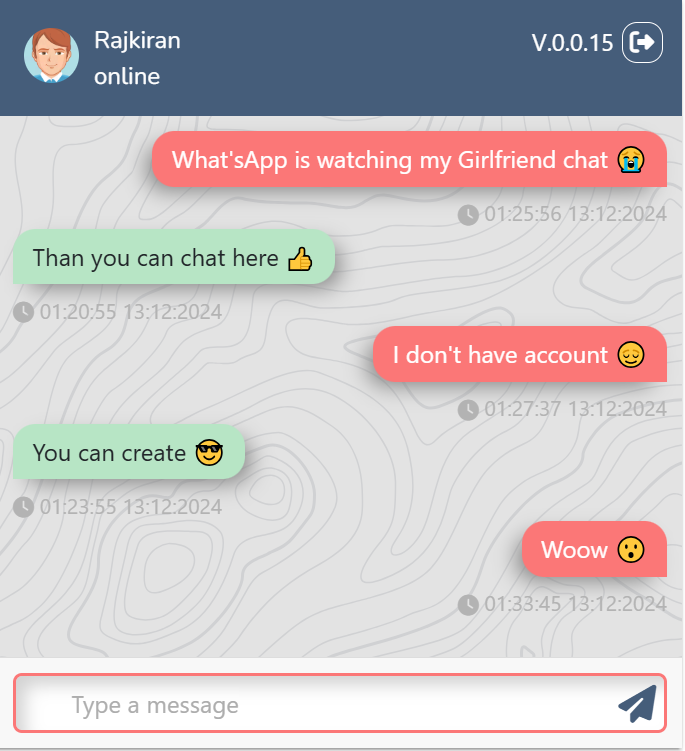 Rajkiran
online
V.0.0.15
What'sApp is watching my Girlfriend chat 😭
01:25:56 13:12:2024
Than you can chat here 👍
01:20:55 13:12:2024
I don't have account 😔
01:27:37 13:12:2024
You can create 😎
01:23:55 13:12:2024
Woow 😯
01:33:45 13:12:2024
Type a message